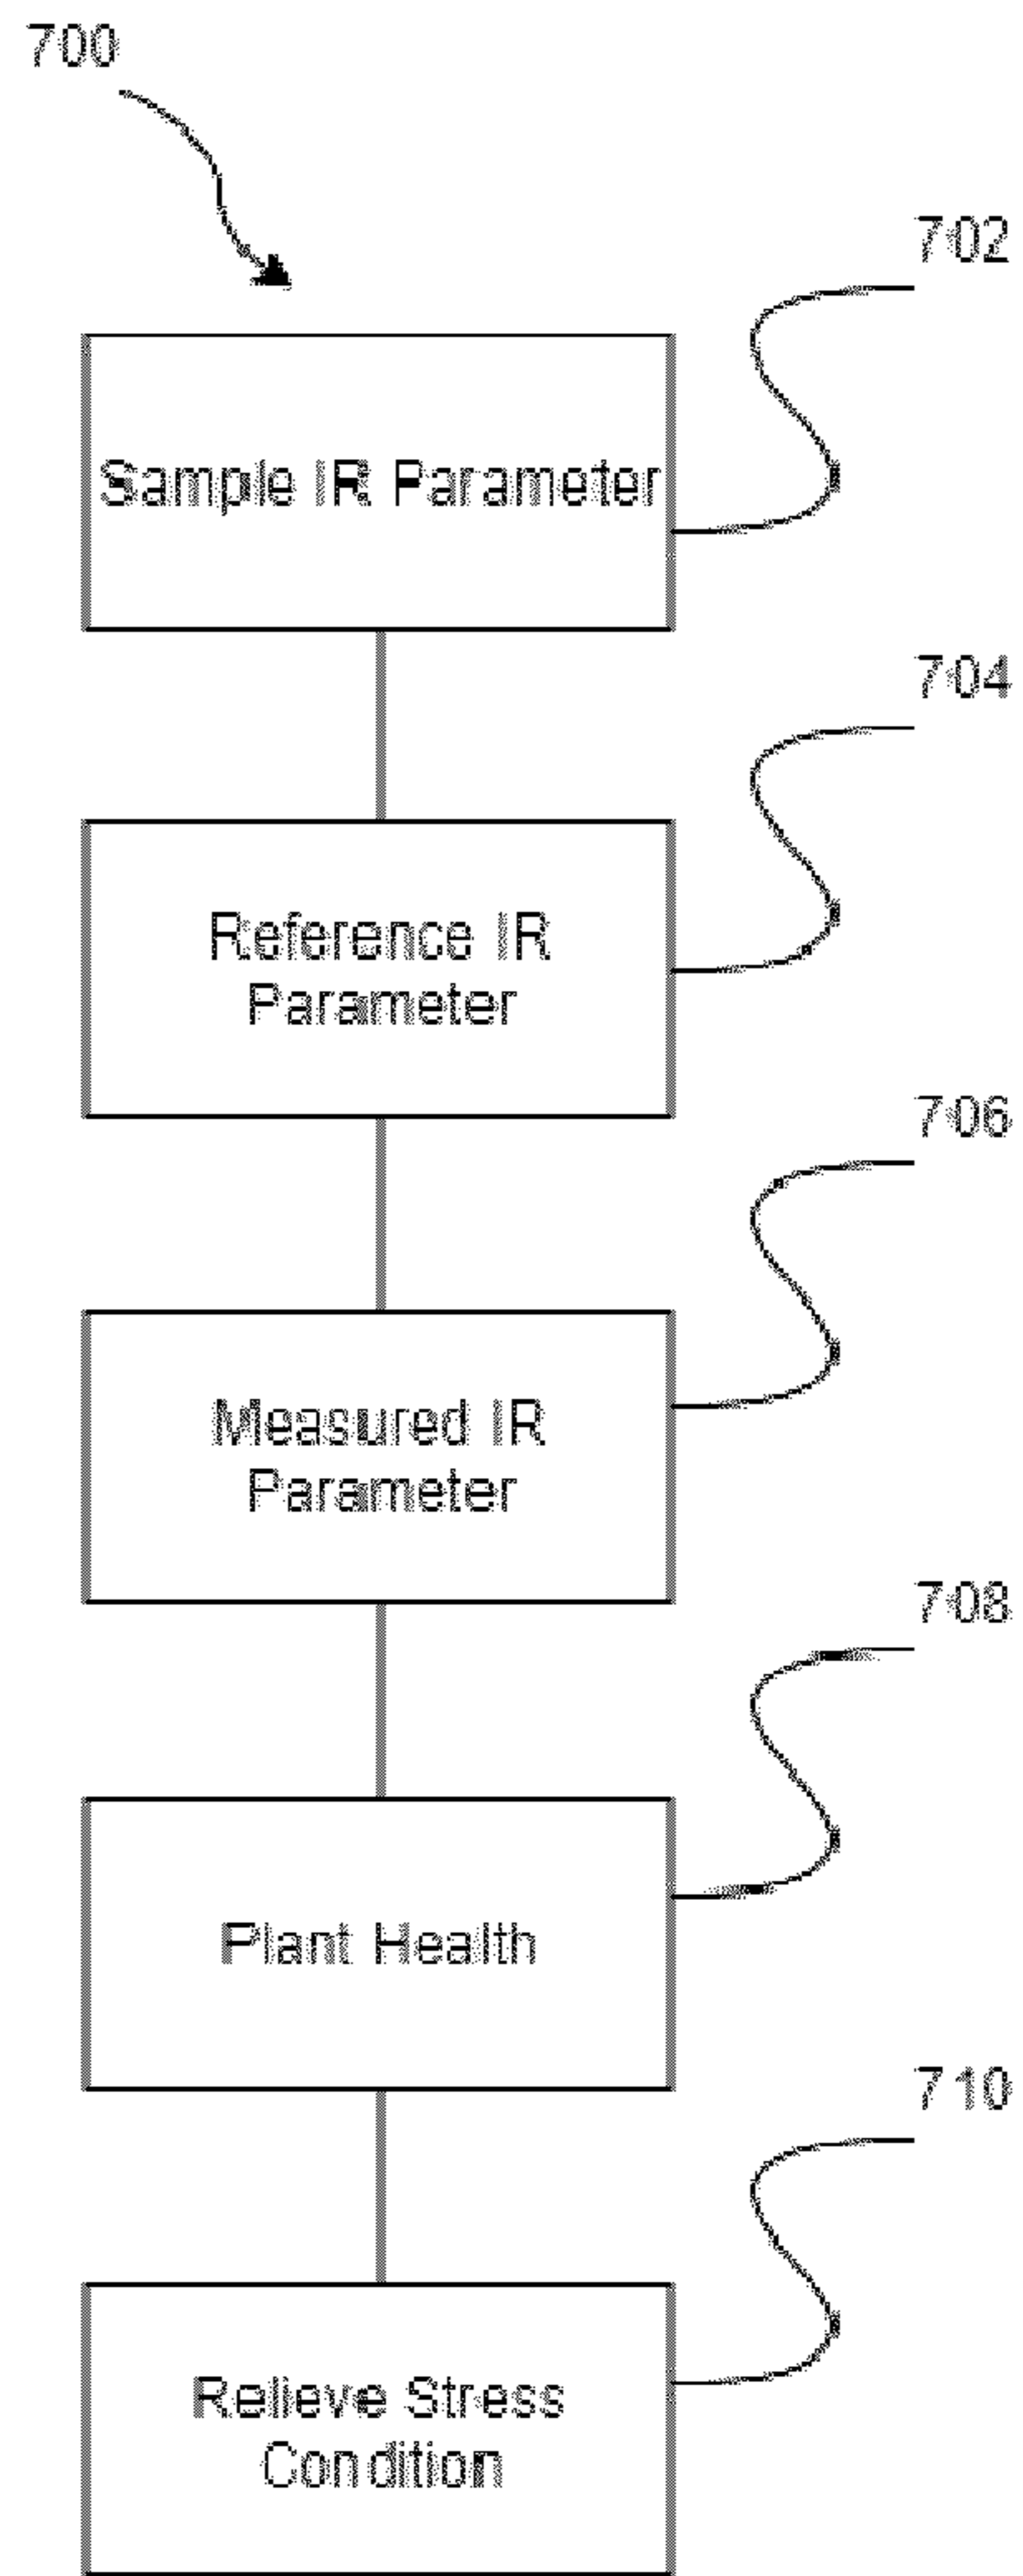 700
702
Sample IR Parameter
704
Reference IR
Parameter
706
Measured IR
Parameter
708
Plant Health
710
Relieve Stress
Condition